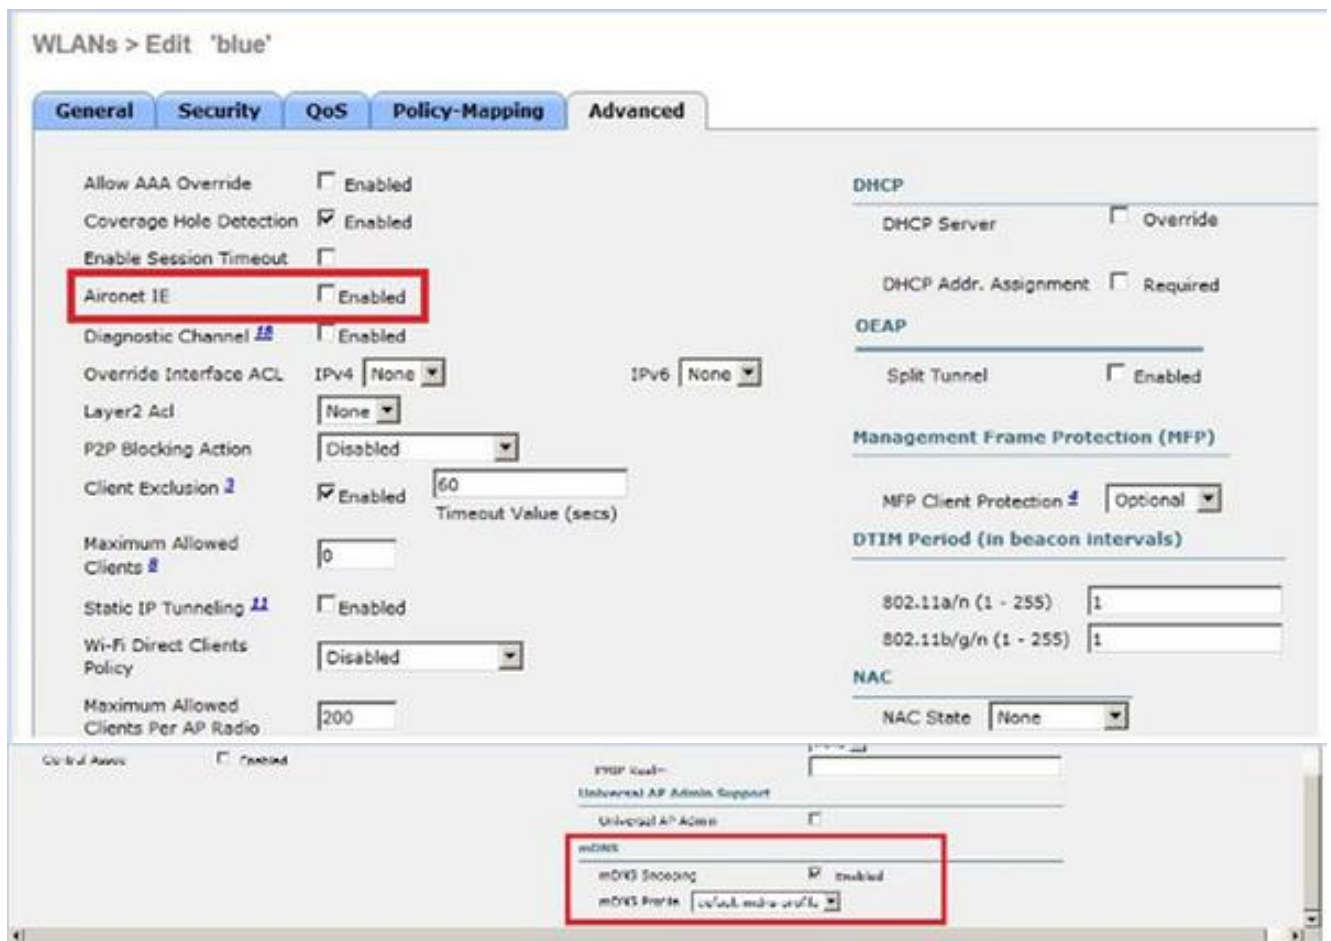 WLANs > Edit 'blue'
General Security QoS Policy-Mapping Advanced
Allow AAA Override Enabled
Coverage Hole Detection Enabled
Enable Session Timeout
Aironet IE Enabled
Diagnostic Channel 18 Enabled
Override Interface ACL IPv4 None IPv6 None
Layer2 Acl None
P2P Blocking Action Disabled
Client Exclusion 3 Enabled 60
Timeout Value (secs)
Maximum Allowed
Clients 8 0
Static IP Tunneling 11 Enabled
Wi-Fi Direct Clients
Policy Disabled
Maximum Allowed
Clients Per AP Radio 200
DHCP
DHCP Server Override
DHCP Addr. Assignment Required
OEAP
Split Tunnel Enabled
Management Frame Protection (MFP)
MFP Client Protection 4 Optional
DTIM Period (in beacon intervals)
802.11a/n (1 - 255) 1
802.11b/g/n (1 - 255) 1
NAC
NAC State None
Enabled
Universal AP Admin Support
Universal AP Admin
mDNS
mDNS Snooping Enabled
mDNS Profile default-mdns-profile